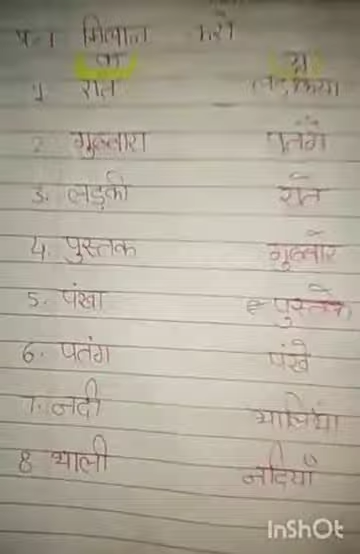 प्र-1 मिलान करो
क ब
1. रात लड़कियाँ
2. गुब्बारा पतंगें
3. लड़की रातें
4. पुस्तक गुब्बारे
5. पंखा पुस्तकें
6. पतंग पंखे
7. नदी थालियां
8 थाली नदियाँ
InShOt